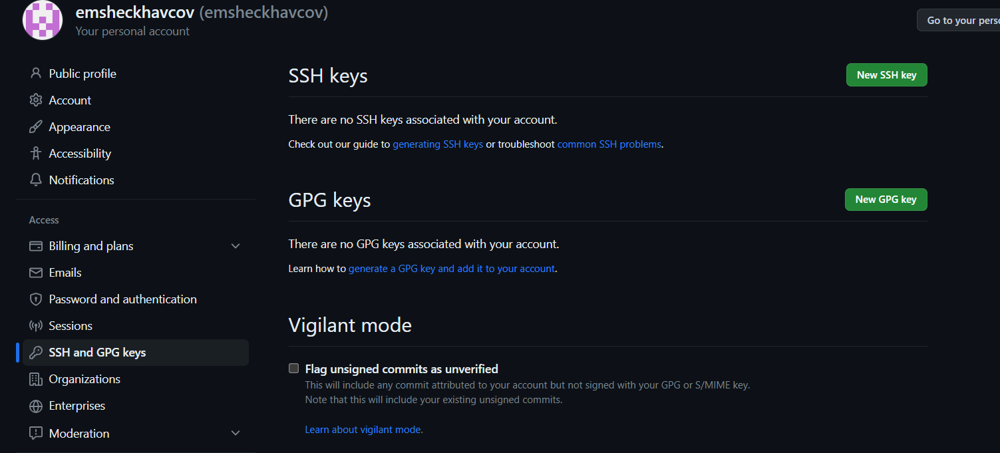 emsheckhavcov (emsheckhavcov)
Your personal account
Go to your perso
Public profile
Account
Appearance
Accessibility
Notifications
Access
Billing and plans
Emails
Password and authentication
Sessions
SSH and GPG keys
Organizations
Enterprises
Moderation
SSH keys
New SSH key
There are no SSH keys associated with your account.
Check out our guide to generating SSH keys or troubleshoot common SSH problems.
GPG keys
New GPG key
There are no GPG keys associated with your account.
Learn how to generate a GPG key and add it to your account.
Vigilant mode
Flag unsigned commits as unverified
This will include any commit attributed to your account but not signed with your GPG or S/MIME key.
Note that this will include your existing unsigned commits.
Learn about vigilant mode.